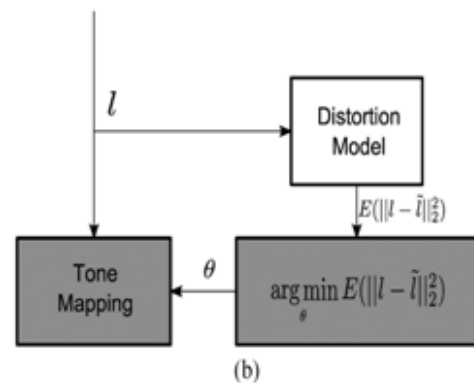 l
Distortion
Model
E(||l − l̃||₂²)
Tone
Mapping
θ
arg min E(||l − l̃||₂²)
θ
(b)